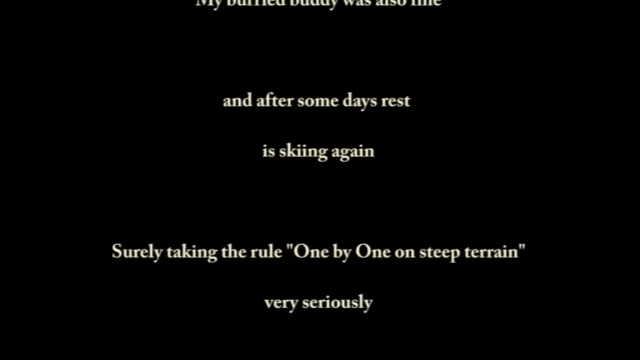 My buried buddy was also fine
and after some days rest
is skiing again
Surely taking the rule "One by One on steep terrain"
very seriously